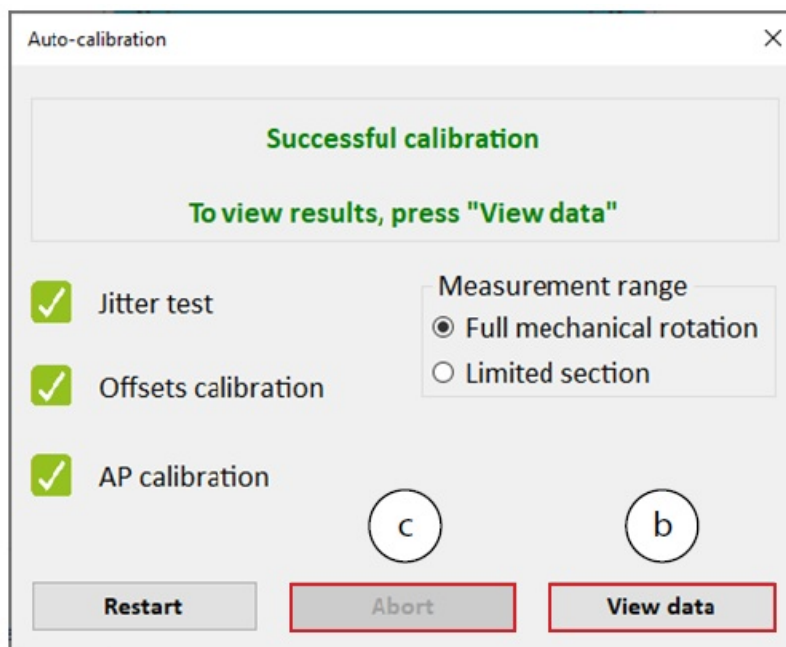 Auto-calibration
Successful calibration
To view results, press "View data"
Jitter test
Offsets calibration
AP calibration
Measurement range
Full mechanical rotation
Limited section
c
b
Restart
Abort
View data